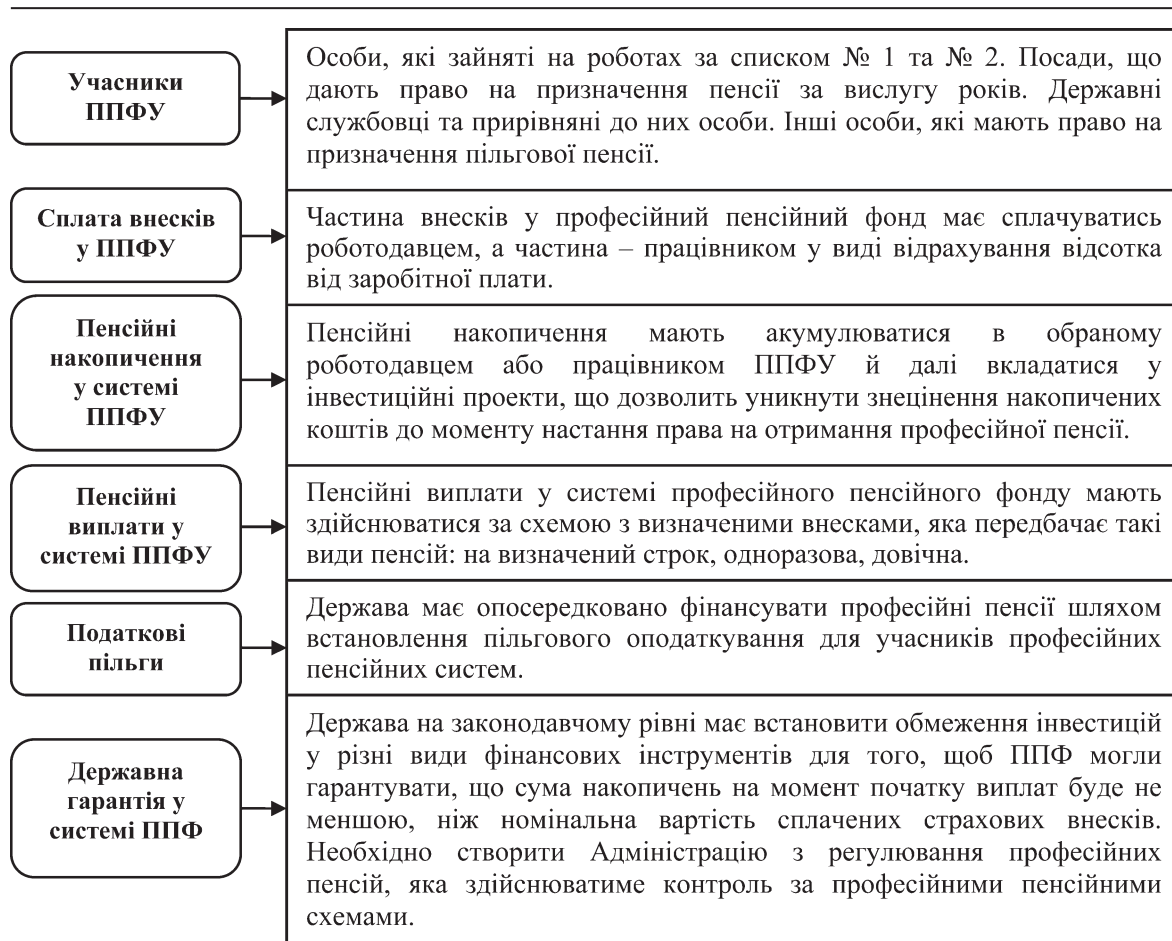 Учасники
ППФУ
Особи, які зайняті на роботах за списком № 1 та № 2. Посади, що
дають право на призначення пенсії за вислугу років. Державні
службовці та прирівняні до них особи. Інші особи, які мають право на
призначення пільгової пенсії.
Сплата внесків
у ППФУ
Частина внесків у професійний пенсійний фонд має сплачуватись
роботодавцем, а частина – працівником у виді відрахування відсотка
від заробітної плати.
Пенсійні
накопичення
у системі
ППФУ
Пенсійні накопичення мають акумулюватися в обраному
роботодавцем або працівником ППФУ й далі вкладатися у
інвестиційні проекти, що дозволить уникнути знецінення накопичених
коштів до моменту настання права на отримання професійної пенсії.
Пенсійні
виплати у
системі ППФУ
Пенсійні виплати у системі професійного пенсійного фонду мають
здійснюватися за схемою з визначеними внесками, яка передбачає такі
види пенсій: на визначений строк, одноразова, довічна.
Податкові
пільги
Держава має опосередковано фінансувати професійні пенсії шляхом
встановлення пільгового оподаткування для учасників професійних
пенсійних систем.
Державна
гарантія у
системі ППФ
Держава на законодавчому рівні має встановити обмеження інвестицій
у різні види фінансових інструментів для того, щоб ППФ могли
гарантувати, що сума накопичень на момент початку виплат буде не
меншою, ніж номінальна вартість сплачених страхових внесків.
Необхідно створити Адміністрацію з регулювання професійних
пенсій, яка здійснюватиме контроль за професійними пенсійними
схемами.